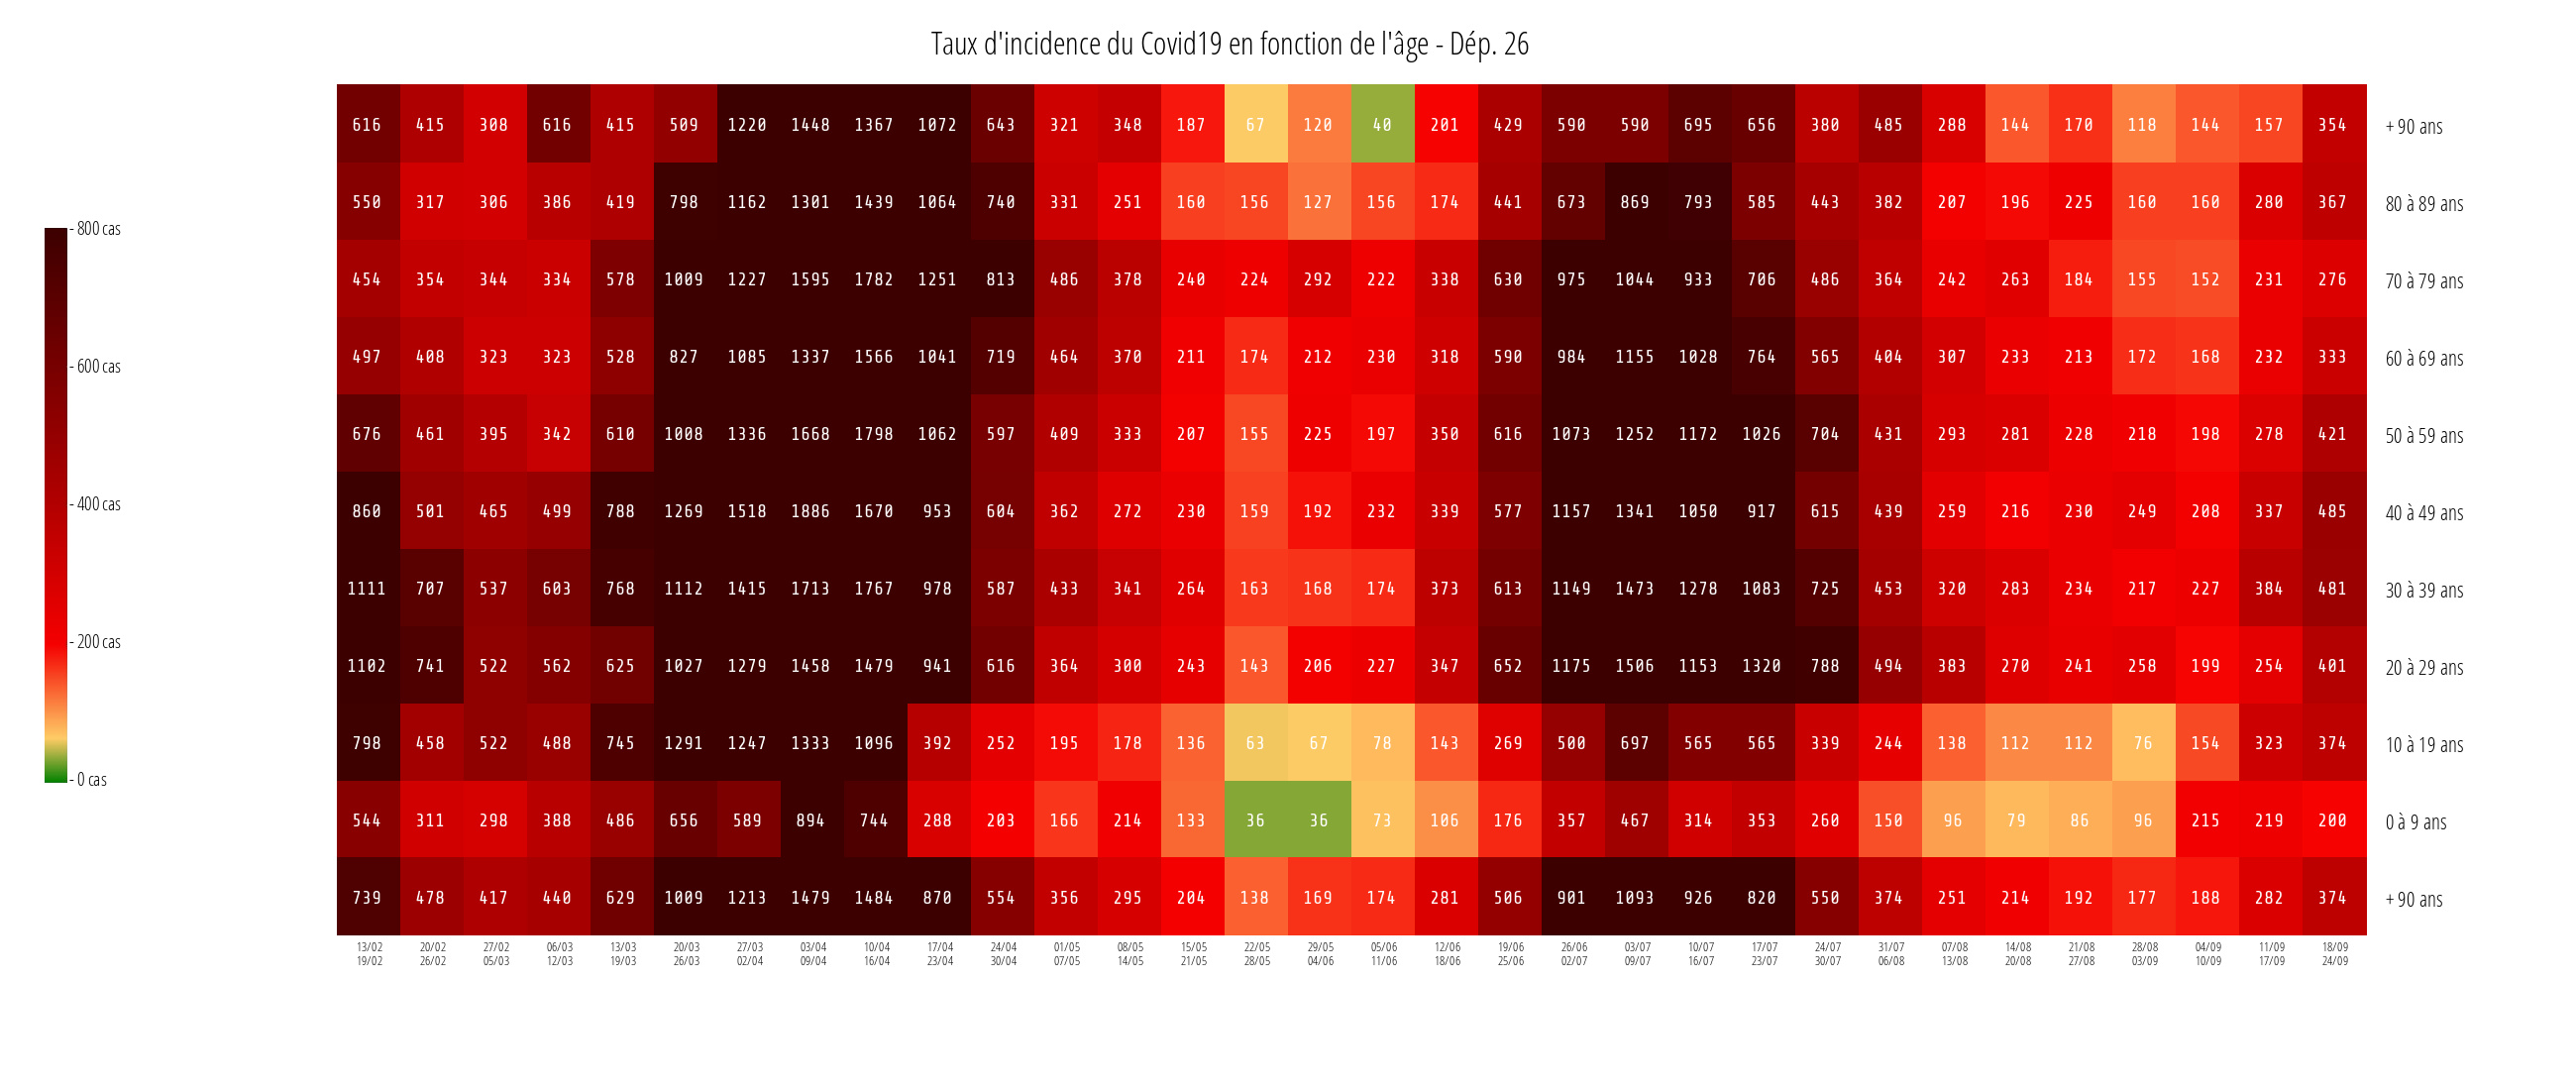 Taux d'incidence du Covid19 en fonction de l'âge - Dép. 26
- 800 cas
- 600 cas
- 400 cas
- 200 cas
- 0 cas
616 415 308 616 415 509 1220 1448 1367 1072 643 321 348 187 67 120 40 201 429 590 590 695 656 380 485 288 144 170 118 144 157 354 + 90 ans
550 317 306 386 419 798 1162 1301 1439 1064 740 331 251 160 156 127 156 174 441 673 869 793 585 443 382 207 196 225 160 160 280 367 80 à 89 ans
454 354 344 334 578 1009 1227 1595 1782 1251 813 486 378 240 224 292 222 338 630 975 1044 933 706 486 364 242 263 184 155 152 231 276 70 à 79 ans
497 408 323 323 528 827 1085 1337 1566 1041 719 464 370 211 174 212 230 318 590 984 1155 1028 764 565 404 307 233 213 172 168 232 333 60 à 69 ans
676 461 395 342 610 1008 1336 1668 1798 1062 597 409 333 207 155 225 197 350 616 1073 1252 1172 1026 704 431 293 281 228 218 198 278 421 50 à 59 ans
860 501 465 499 788 1269 1518 1886 1670 953 604 362 272 230 159 192 232 339 577 1157 1341 1050 917 615 439 259 216 230 249 208 337 485 40 à 49 ans
1111 707 537 603 768 1112 1415 1713 1767 978 587 433 341 264 163 168 174 373 613 1149 1473 1278 1083 725 453 320 283 234 217 227 384 481 30 à 39 ans
1102 741 522 562 625 1027 1279 1458 1479 941 616 364 300 243 143 206 227 347 652 1175 1506 1153 1320 788 494 383 270 241 258 199 254 401 20 à 29 ans
798 458 522 488 745 1291 1247 1333 1096 392 252 195 178 136 63 67 78 143 269 500 697 565 565 339 244 138 112 112 76 154 323 374 10 à 19 ans
544 311 298 388 486 656 589 894 744 288 203 166 214 133 36 36 73 106 176 357 467 314 353 260 150 96 79 86 96 215 219 200 0 à 9 ans
739 478 417 440 629 1009 1213 1479 1484 870 554 356 295 204 138 169 174 281 506 901 1093 926 820 550 374 251 214 192 177 188 282 374 + 90 ans
13/02 20/02 27/02 06/03 13/03 20/03 27/03 03/04 10/04 17/04 24/04 01/05 08/05 15/05 22/05 29/05 05/06 12/06 19/06 26/06 03/07 10/07 17/07 24/07 31/07 07/08 14/08 21/08 28/08 04/09 11/09 18/09
19/02 26/02 05/03 12/03 19/03 26/03 02/04 09/04 16/04 23/04 30/04 07/05 14/05 21/05 28/05 04/06 11/06 18/06 25/06 02/07 09/07 16/07 23/07 30/07 06/08 13/08 20/08 27/08 03/09 10/09 17/09 24/09